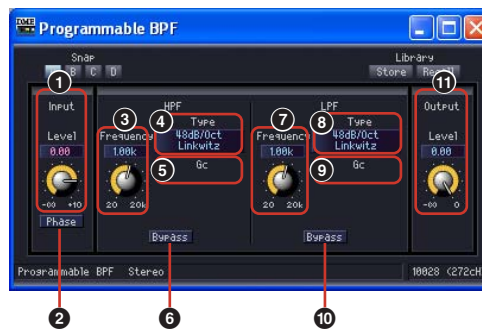 DME Programmable BPF
Snap Library
B C D Store Recall
1 11
Input HPF LPF Output
3 4 Type 7 8 Type
Level Frequency 48dB/Oct Linkwitz Frequency 48dB/Oct Linkwitz Level
0.00 1.00k 5 Gc 1.00k 9 Gc 0.00
-∞ +10 20 20k 20 20k -∞ 0
Phase Bypass Bypass
Programmable BPF Stereo 10028 (272cH
2 6 10